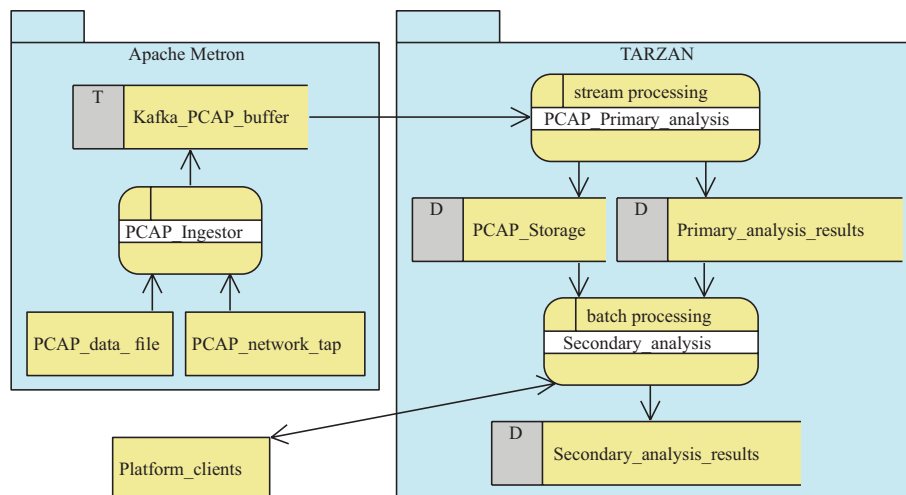 Apache Metron
T
Kafka_PCAP_buffer
PCAP_Ingestor
PCAP_data_ file
PCAP_network_tap
TARZAN
stream processing
PCAP_Primary_analysis
D
PCAP_Storage
D
Primary_analysis_results
batch processing
Secondary_analysis
D
Secondary_analysis_results
Platform_clients